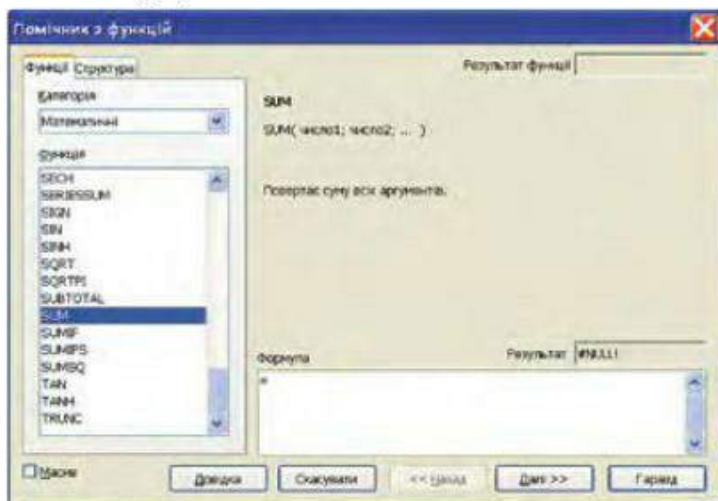 Помічник з функцій
Функції Структура
Результат функції
Категорія
Математичні
Функція
SECH
SERIESSUM
SIGN
SIN
SINH
SQRT
SQRTPI
SUBTOTAL
SUM
SUMIF
SUMIFS
SUMSQ
TAN
TANH
TRUNC
SUM
SUM( число1; число2; ... )
Повертає суму всіх аргументів.
Формула
Результат #NULL!
=
Масив
Довідка
Скасувати
<< Назад
Далі >>
Гаразд